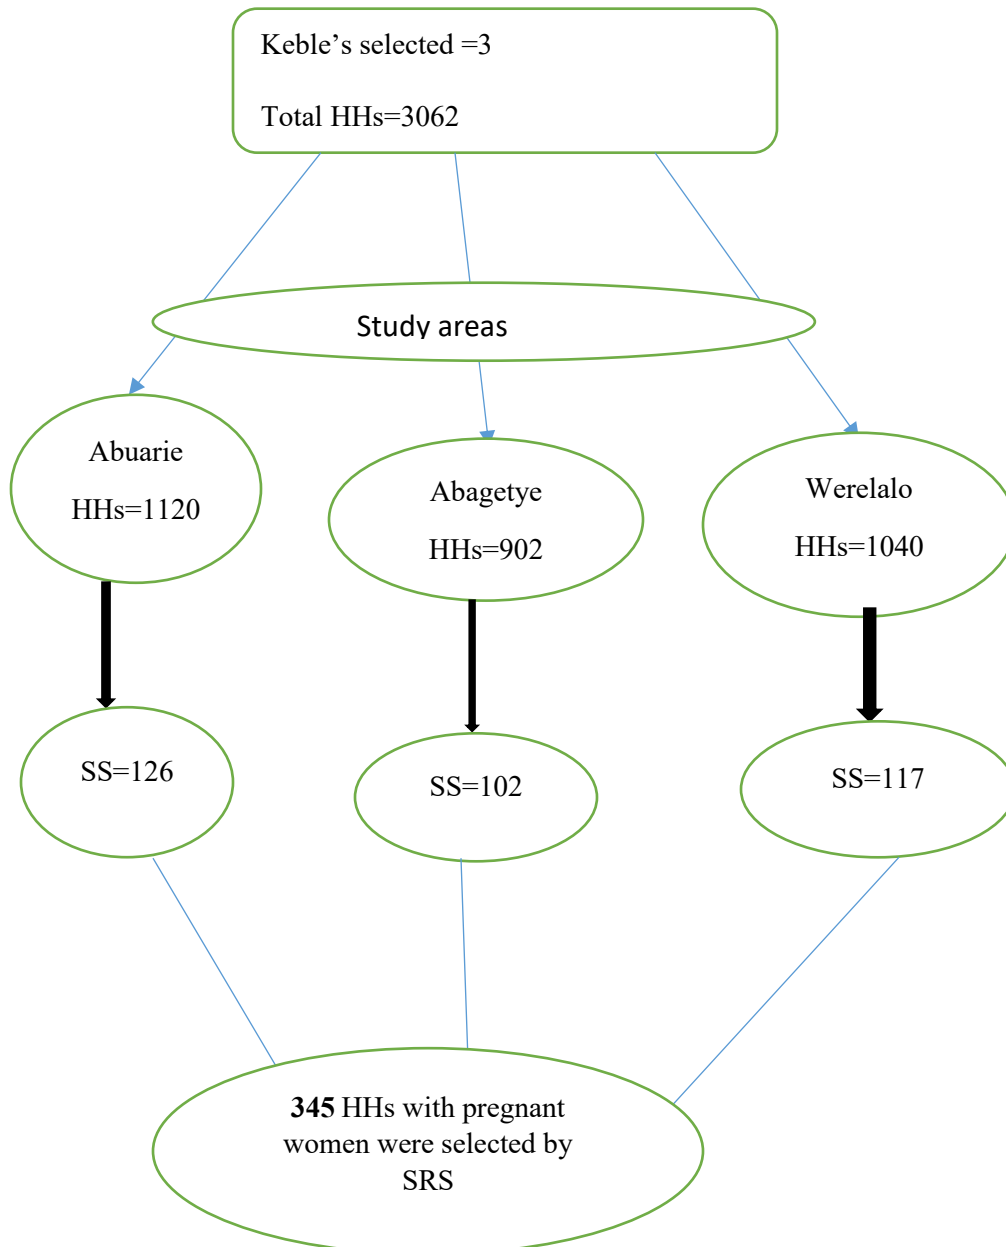 Keble’s selected =3
Total HHs=3062
Study areas
Abuarie
HHs=1120
Abagetye
HHs=902
Werelalo
HHs=1040
SS=126
SS=102
SS=117
345 HHs with pregnant
women were selected by
SRS